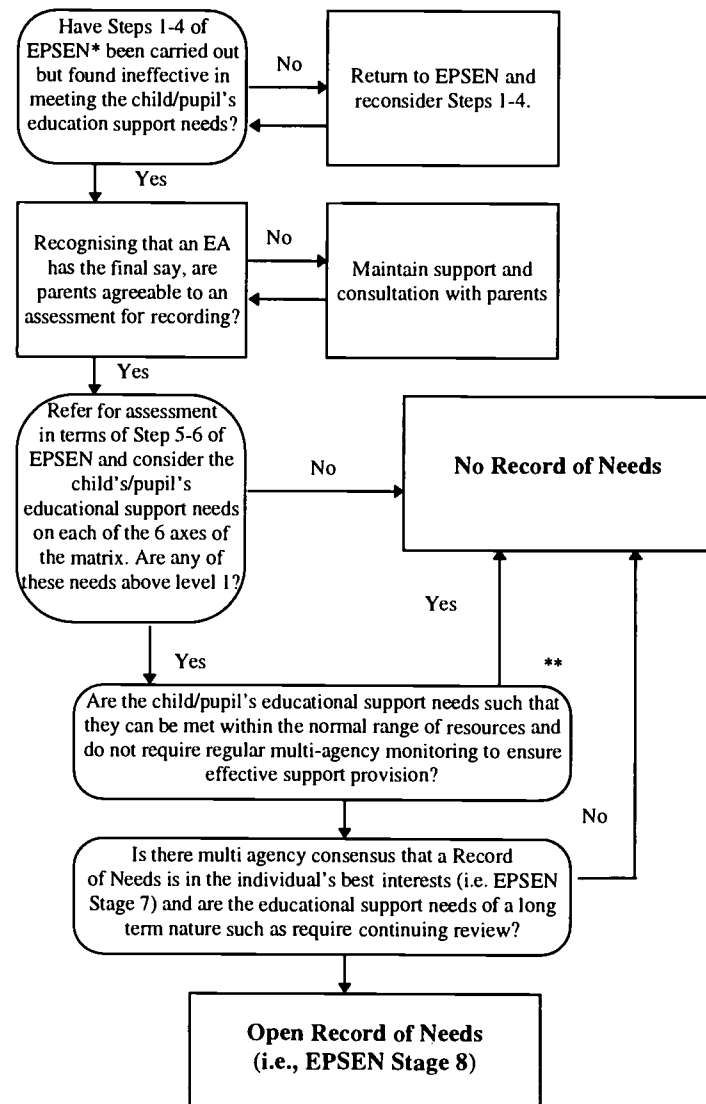 Have Steps 1-4 of
EPSEN* been carried out
but found ineffective in
meeting the child/pupil's
education support needs?
No
Return to EPSEN and
reconsider Steps 1-4.
Yes
Recognising that an EA
has the final say, are
parents agreeable to an
assessment for recording?
No
Maintain support and
consultation with parents
Yes
Refer for assessment
in terms of Step 5-6 of
EPSEN and consider the
child's/pupil's
educational support needs
on each of the 6 axes of
the matrix. Are any of
these needs above level 1?
No
No Record of Needs
Yes
Yes
**
Are the child/pupil's educational support needs such that
they can be met within the normal range of resources and
do not require regular multi-agency monitoring to ensure
effective support provision?
No
Is there multi agency consensus that a Record
of Needs is in the individual's best interests (i.e. EPSEN
Stage 7) and are the educational support needs of a long
term nature such as require continuing review?
Open Record of Needs
(i.e., EPSEN Stage 8)